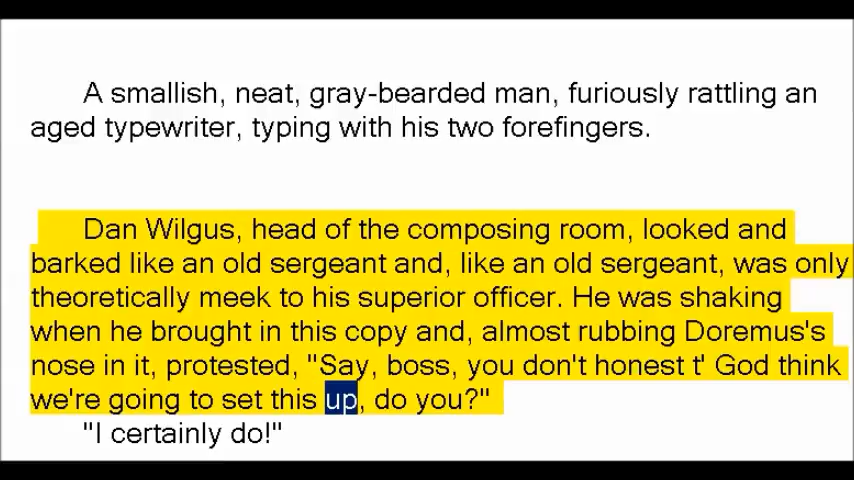 A smallish, neat, gray-bearded man, furiously rattling an
aged typewriter, typing with his two forefingers.
Dan Wilgus, head of the composing room, looked and
barked like an old sergeant and, like an old sergeant, was only
theoretically meek to his superior officer. He was shaking
when he brought in this copy and, almost rubbing Doremus's
nose in it, protested, "Say, boss, you don't honest t' God think
we're going to set this up, do you?"
"I certainly do!"